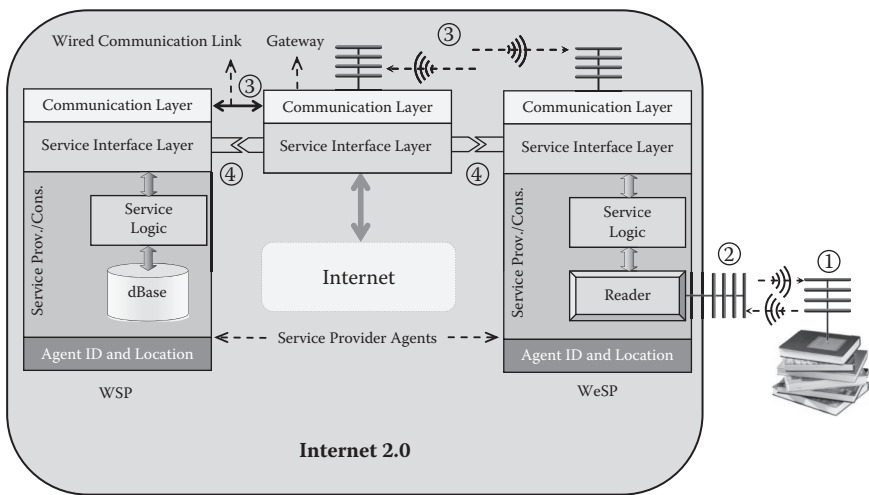 Wired Communication Link
Gateway
③
③
Communication Layer
Communication Layer
Communication Layer
Service Interface Layer
Service Interface Layer
Service Interface Layer
④
④
Service Prov./Cons.
Service
Logic
dBase
Internet
Service Prov./Cons.
Service
Logic
Reader
②
①
Service Provider Agents
Agent ID and Location
Agent ID and Location
WSP
WeSP
Internet 2.0